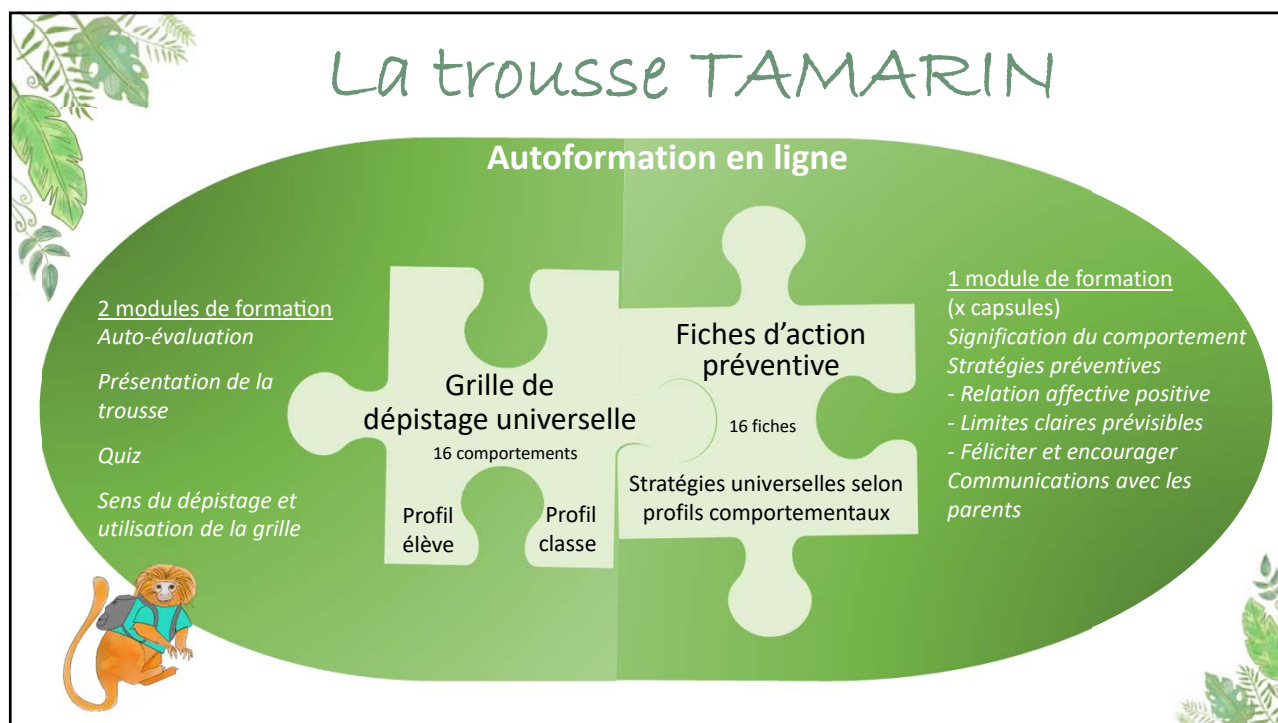 La trousse TAMARIN
Autoformation en ligne
2 modules de formation
Auto-évaluation
Présentation de la
trousse
Quiz
Sens du dépistage et
utilisation de la grille
Grille de
dépistage universelle
16 comportements
Profil
élève
Profil
classe
Fiches d'action
préventive
16 fiches
Stratégies universelles selon
profils comportementaux
1 module de formation
(x capsules)
Signification du comportement
Stratégies préventives
- Relation affective positive
- Limites claires prévisibles
- Féliciter et encourager
Communications avec les
parents